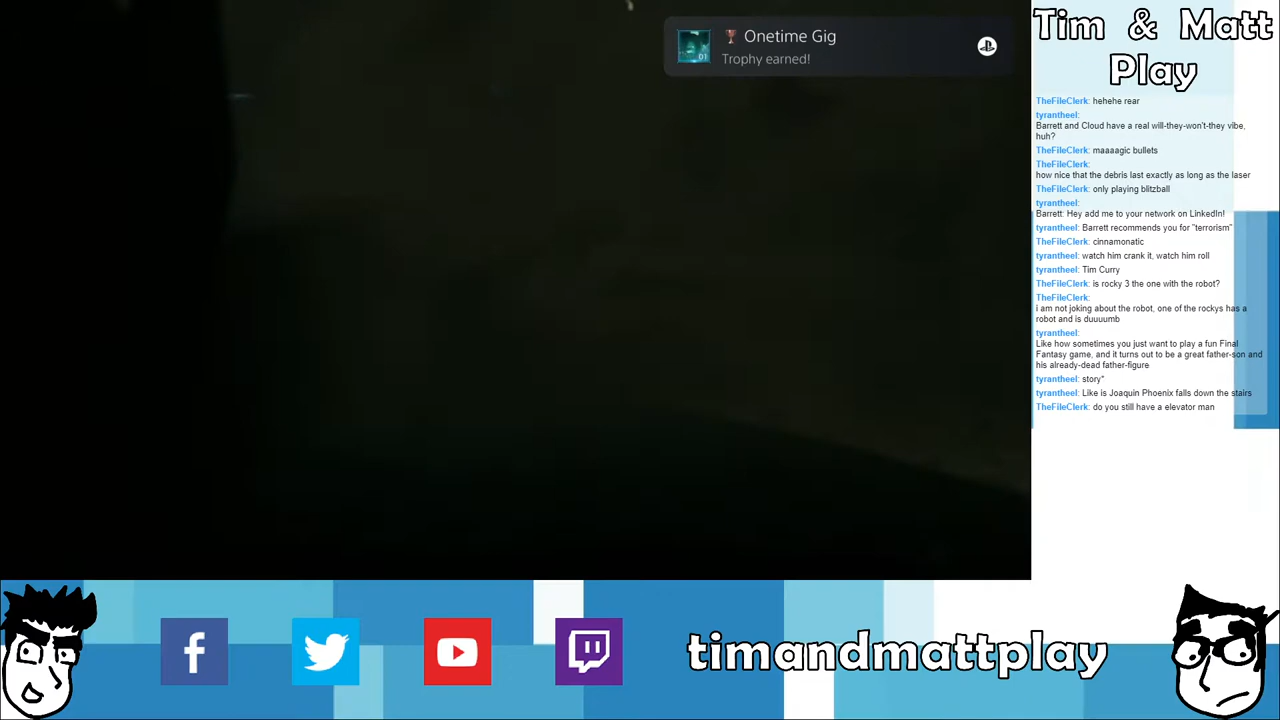 Onetime Gig
Trophy earned!
Tim & Matt
Play
TheFileClerk: hehehe rear
tyrantheel:
Barrett and Cloud have a real will-they-won't-they vibe,
huh?
TheFileClerk: maaaagic bullets
TheFileClerk:
how nice that the debris last exactly as long as the laser
TheFileClerk: only playing blitzball
tyrantheel:
Barrett: Hey add me to your network on LinkedIn!
tyrantheel: Barrett recommends you for "terrorism"
TheFileClerk: cinnamonatic
tyrantheel: watch him crank it, watch him roll
tyrantheel: Tim Curry
TheFileClerk: is rocky 3 the one with the robot?
TheFileClerk:
i am not joking about the robot, one of the rockys has a
robot and is duuuumb
tyrantheel:
Like how sometimes you just want to play a fun Final
Fantasy game, and it turns out to be a great father-son and
his already-dead father-figure
tyrantheel: story*
tyrantheel: Like is Joaquin Phoenix falls down the stairs
TheFileClerk: do you still have a elevator man
timandmattplay